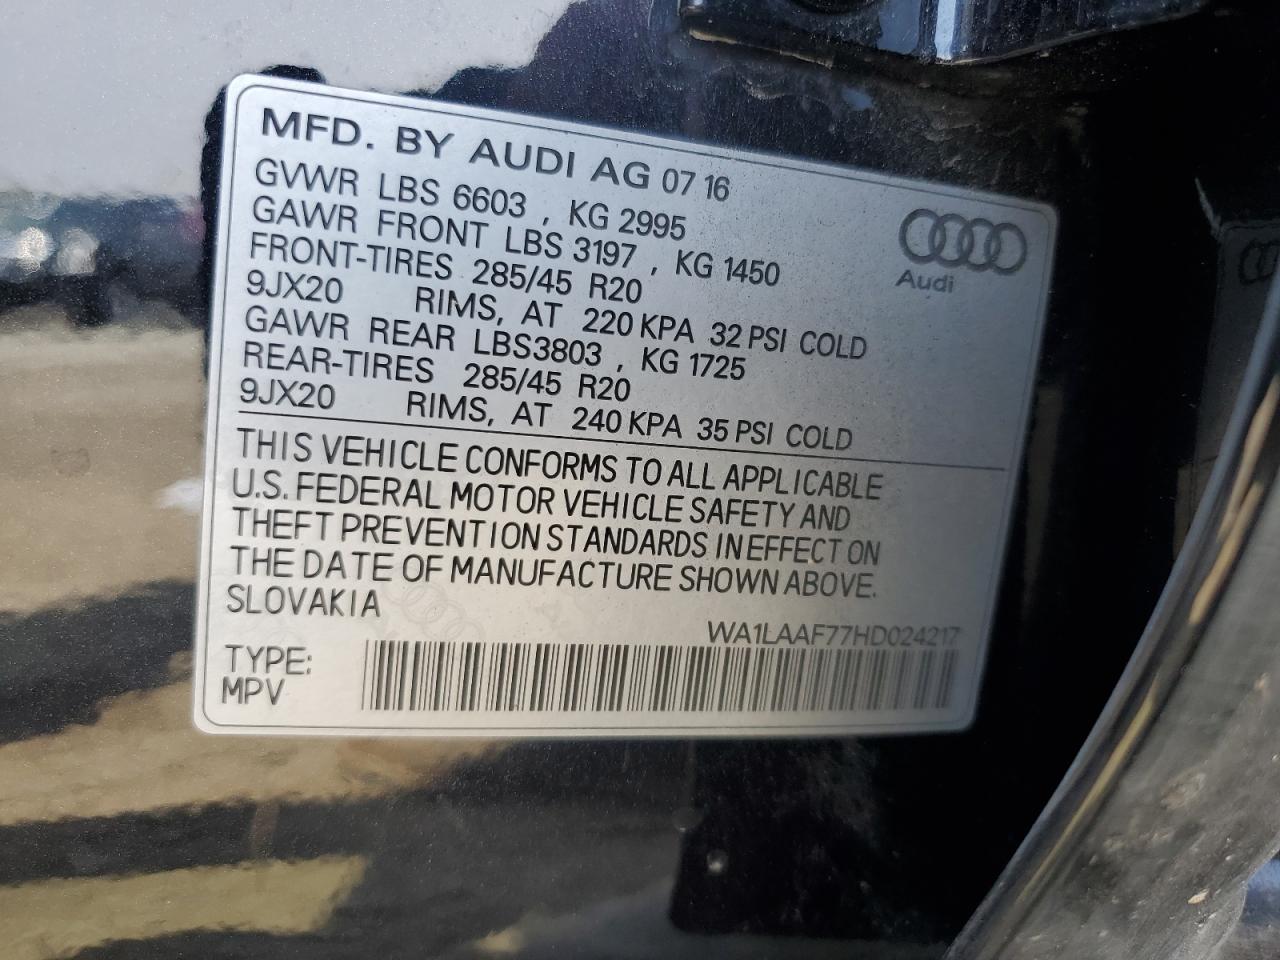 MFD. BY AUDI AG 07 16
GVWR LBS 6603 , KG 2995
GAWR FRONT LBS 3197 , KG 1450
FRONT-TIRES 285/45 R20
9JX20 RIMS, AT 220 KPA 32 PSI COLD
GAWR REAR LBS3803 , KG 1725
REAR-TIRES 285/45 R20
9JX20 RIMS, AT 240 KPA 35 PSI COLD
Audi
THIS VEHICLE CONFORMS TO ALL APPLICABLE
U.S. FEDERAL MOTOR VEHICLE SAFETY AND
THEFT PREVENTION STANDARDS IN EFFECT ON
THE DATE OF MANUFACTURE SHOWN ABOVE.
SLOVAKIA
WA1LAAF77HD024217
TYPE:
MPV